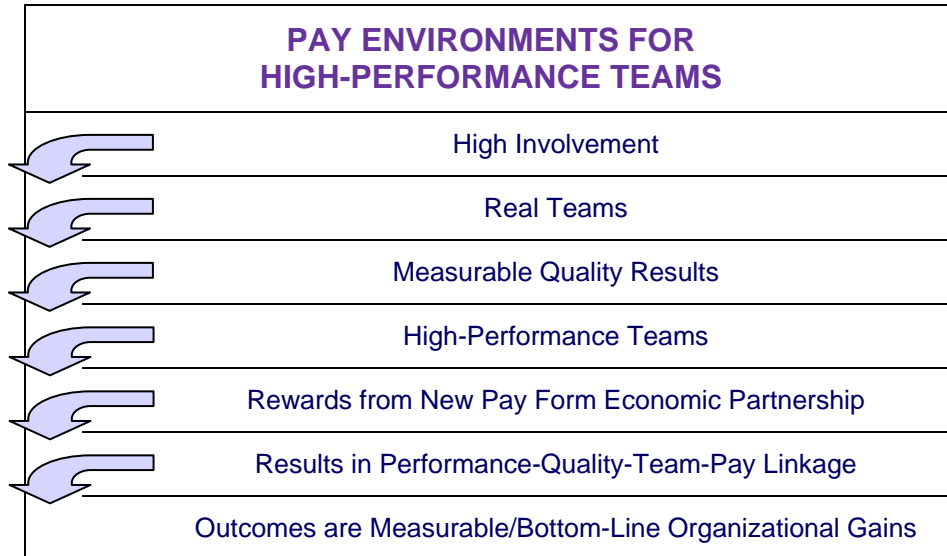 PAY ENVIRONMENTS FOR
HIGH-PERFORMANCE TEAMS
High Involvement
Real Teams
Measurable Quality Results
High-Performance Teams
Rewards from New Pay Form Economic Partnership
Results in Performance-Quality-Team-Pay Linkage
Outcomes are Measurable/Bottom-Line Organizational Gains